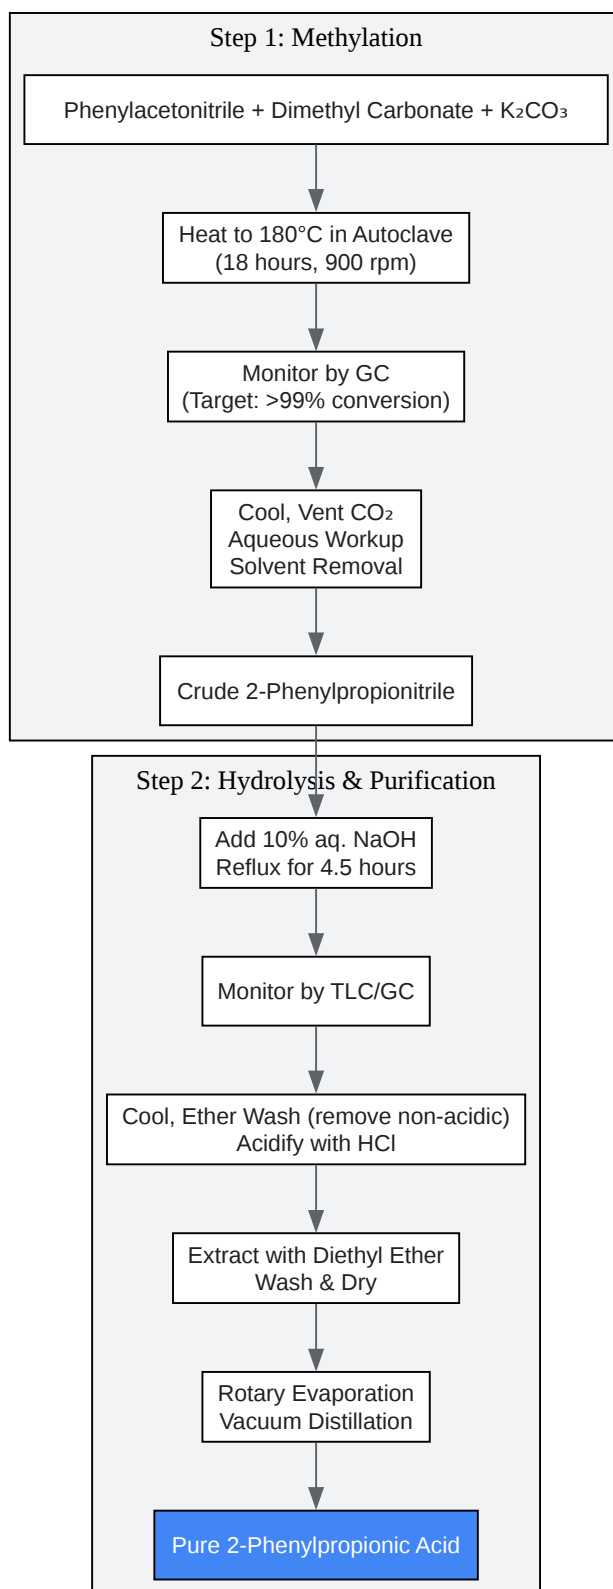 Step 1: Methylation
Phenylacetonitrile + Dimethyl Carbonate + K₂CO₃
Heat to 180°C in Autoclave
(18 hours, 900 rpm)
Monitor by GC
(Target: >99% conversion)
Cool, Vent CO₂
Aqueous Workup
Solvent Removal
Crude 2-Phenylpropionitrile
Step 2: Hydrolysis & Purification
Add 10% aq. NaOH
Reflux for 4.5 hours
Monitor by TLC/GC
Cool, Ether Wash (remove non-acidic)
Acidify with HCl
Extract with Diethyl Ether
Wash & Dry
Rotary Evaporation
Vacuum Distillation
Pure 2-Phenylpropionic Acid